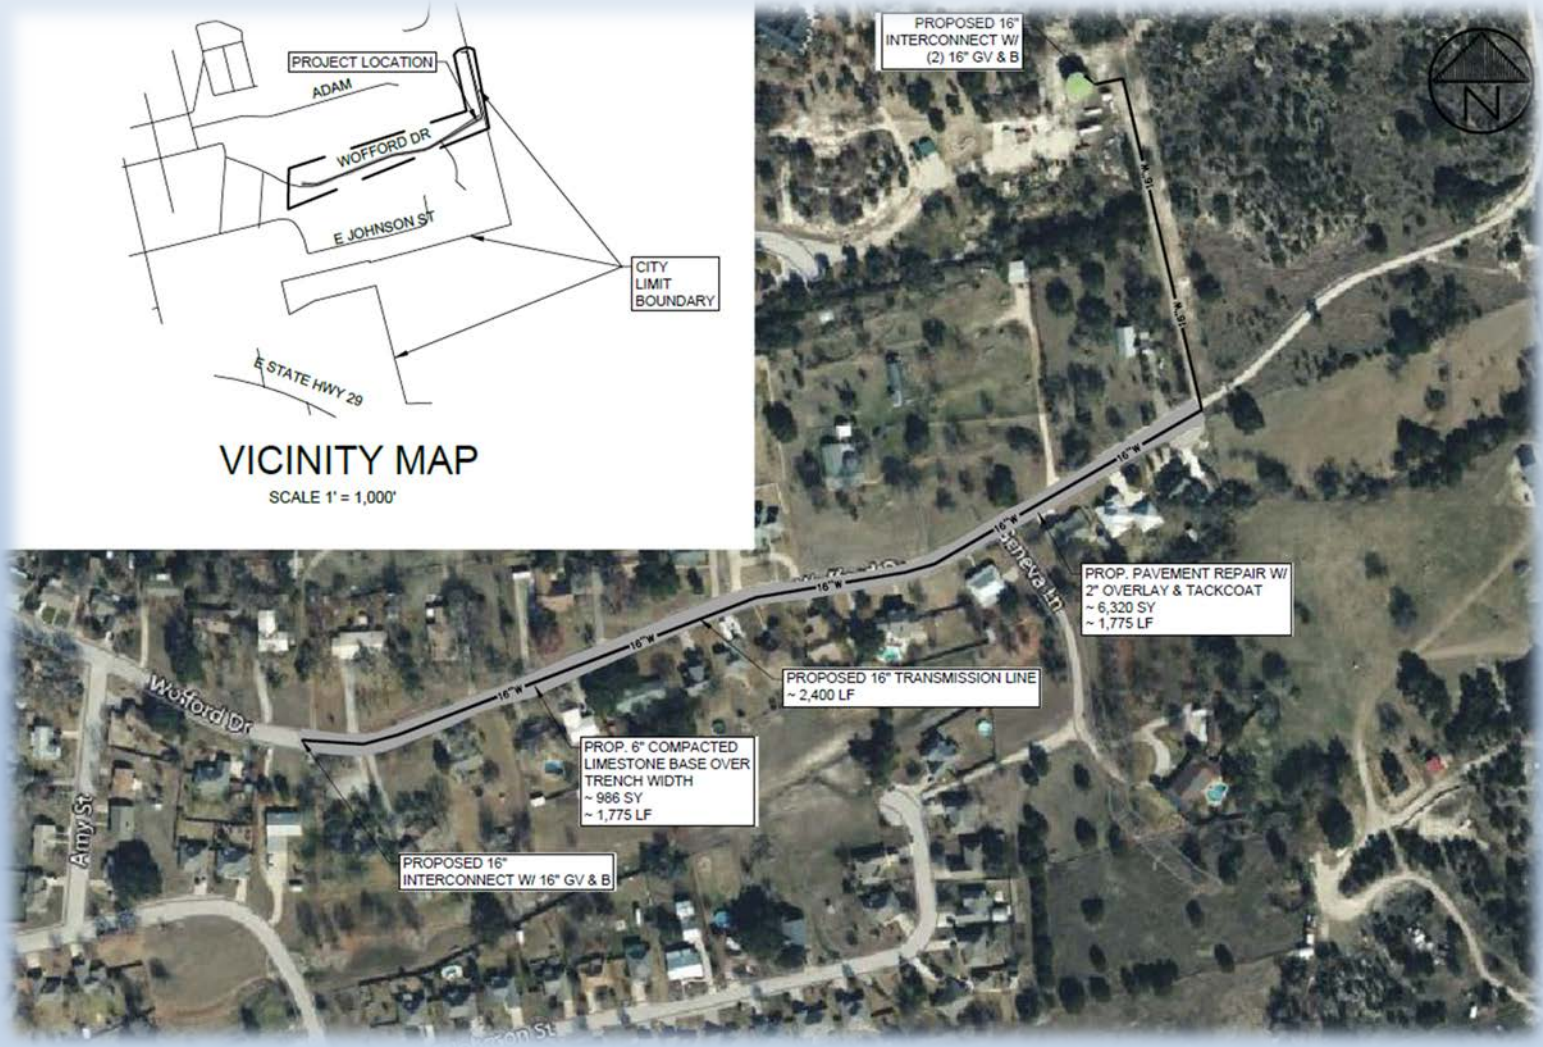 PROJECT LOCATION
ADAM
WOFFORD DR
E JOHNSON ST
CITY
LIMIT
BOUNDARY
E STATE HWY 29
VICINITY MAP
SCALE 1' = 1,000'
PROPOSED 16"
INTERCONNECT W/
(2) 16" GV & B
N
16"W
16"W
16"W
16"W
16"W
16"W
16"W
Geneva Ln
PROP. PAVEMENT REPAIR W/
2" OVERLAY & TACKCOAT
~ 6,320 SY
~ 1,775 LF
PROPOSED 16" TRANSMISSION LINE
~ 2,400 LF
Wofford Dr
PROP. 6" COMPACTED
LIMESTONE BASE OVER
TRENCH WIDTH
~ 986 SY
~ 1,775 LF
Amy St
PROPOSED 16"
INTERCONNECT W/ 16" GV & B